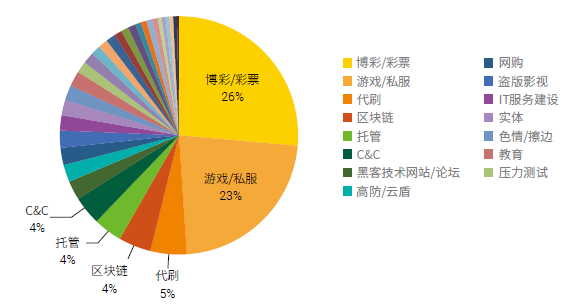 博彩/彩票
26%
游戏/私服
23%
C&C
4%
托管
4%
区块链
4%
代刷
5%
博彩/彩票
游戏/私服
代刷
区块链
托管
C&C
黑客技术网站/论坛
高防/云盾
网购
盗版影视
IT服务建设
实体
色情/擦边
教育
压力测试